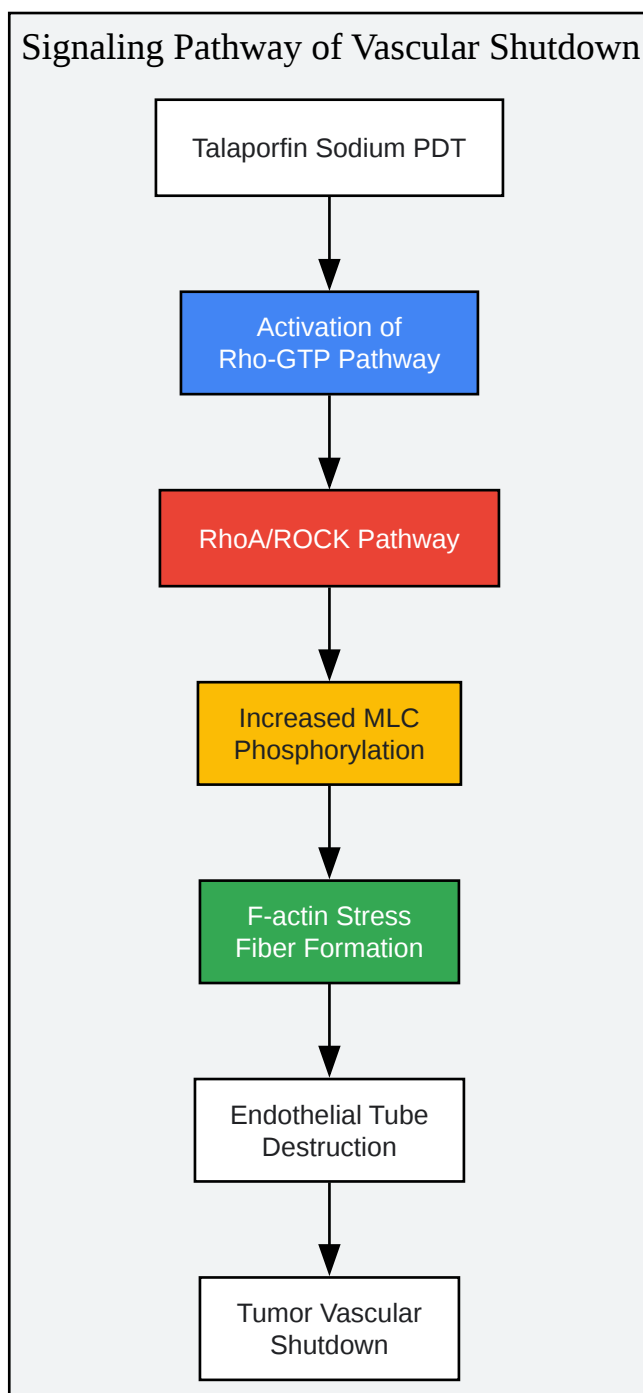 Signaling Pathway of Vascular Shutdown
Talaporfin Sodium PDT
Activation of
Rho-GTP Pathway
RhoA/ROCK Pathway
Increased MLC
Phosphorylation
F-actin Stress
Fiber Formation
Endothelial Tube
Destruction
Tumor Vascular
Shutdown